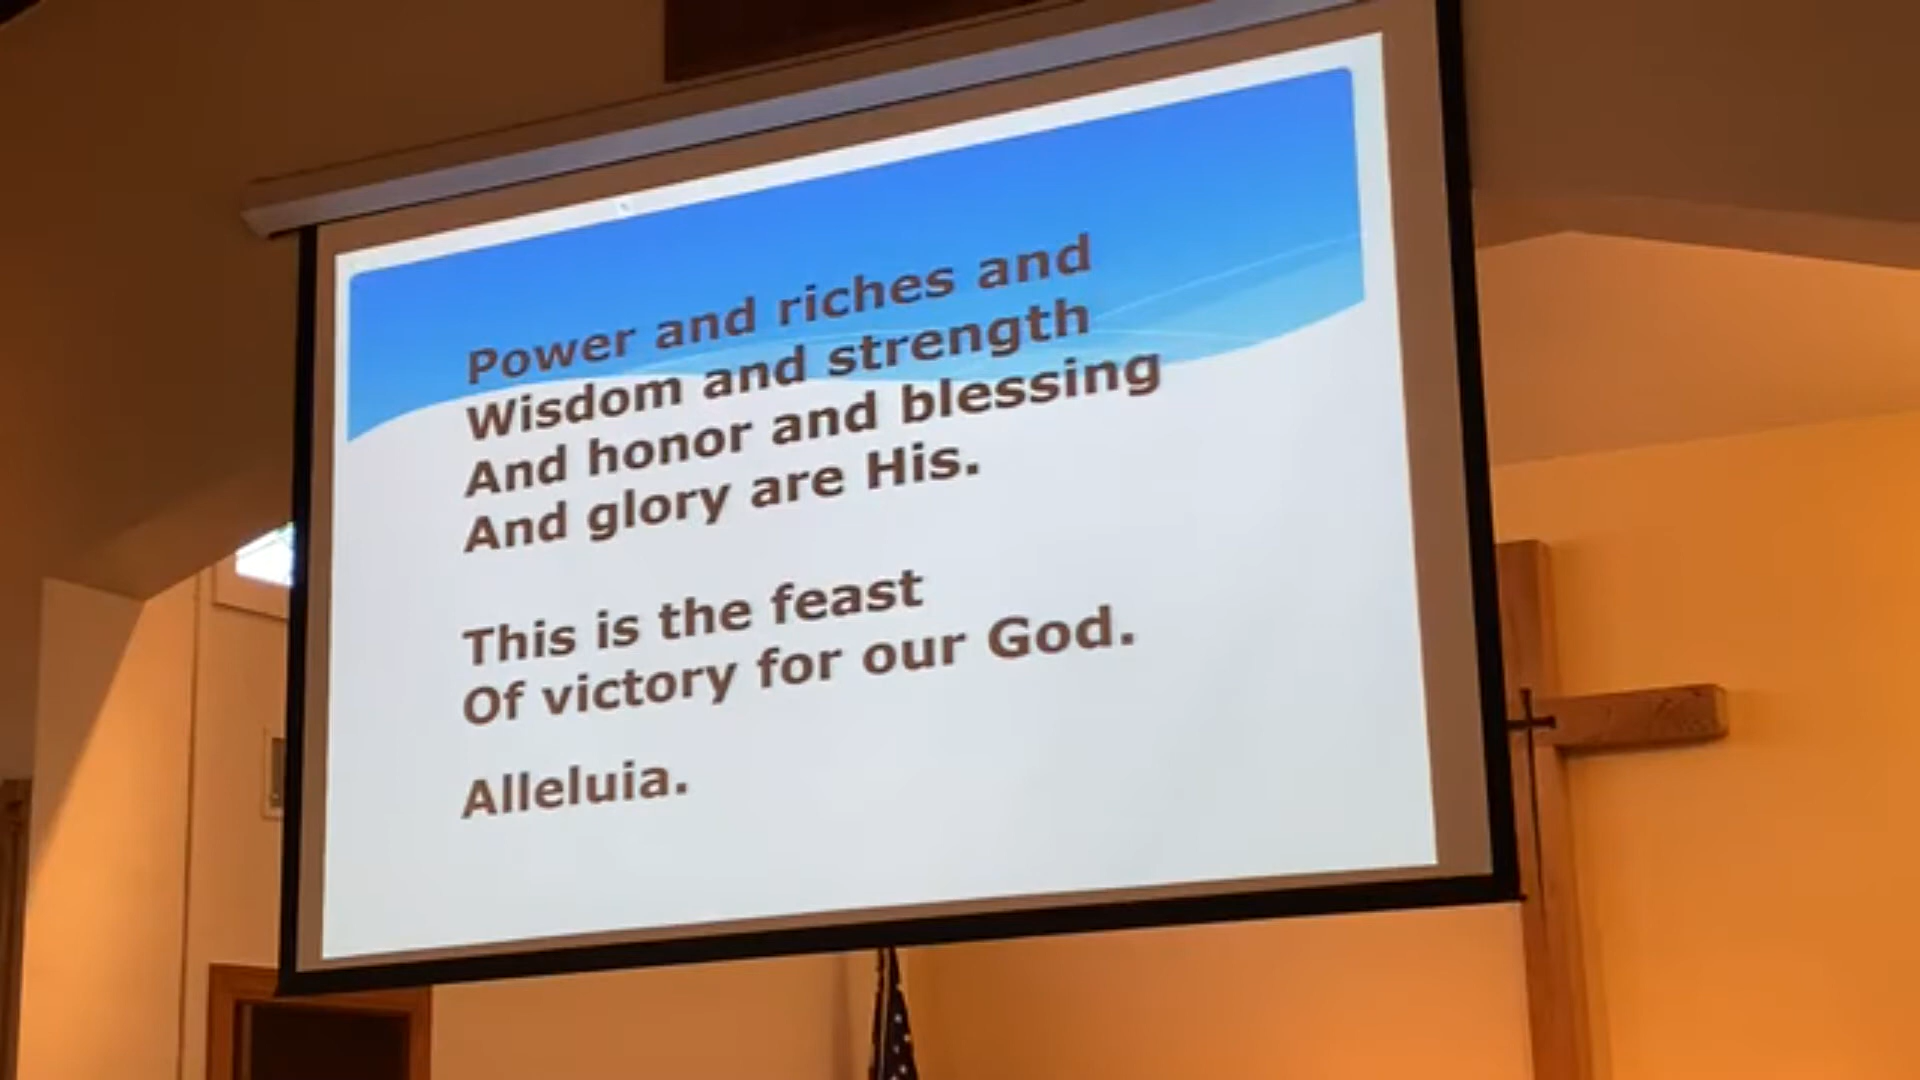 Power and riches and
Wisdom and strength
And honor and blessing
And glory are His.
This is the feast
Of victory for our God.
Alleluia.